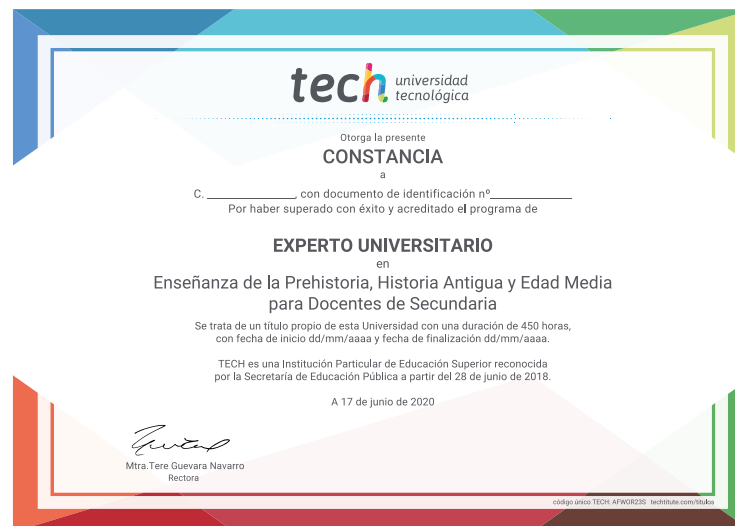 tech universidad
tecnológica
Otorga la presente
CONSTANCIA
a
C. ________________, con documento de identificación nº______________
Por haber superado con éxito y acreditado el programa de
EXPERTO UNIVERSITARIO
en
Enseñanza de la Prehistoria, Historia Antigua y Edad Media
para Docentes de Secundaria
Se trata de un título propio de esta Universidad con una duración de 450 horas,
con fecha de inicio dd/mm/aaaa y fecha de finalización dd/mm/aaaa.
TECH es una Institución Particular de Educación Superior reconocida
por la Secretaría de Educación Pública a partir del 28 de junio de 2018.
A 17 de junio de 2020
Mtra.Tere Guevara Navarro
Rectora
código único TECH: AFWOR23S techtitute.com/titulos